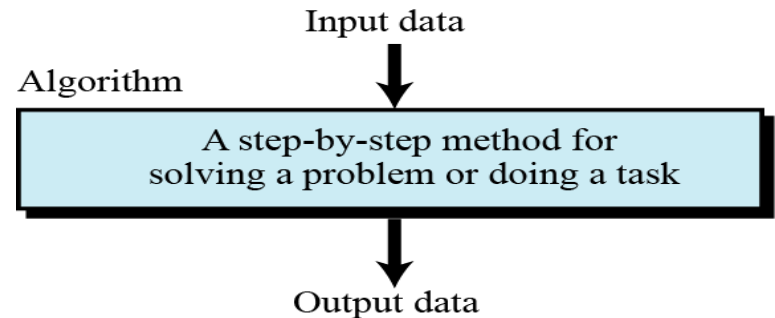 Input data
Algorithm
A step-by-step method for
solving a problem or doing a task
Output data